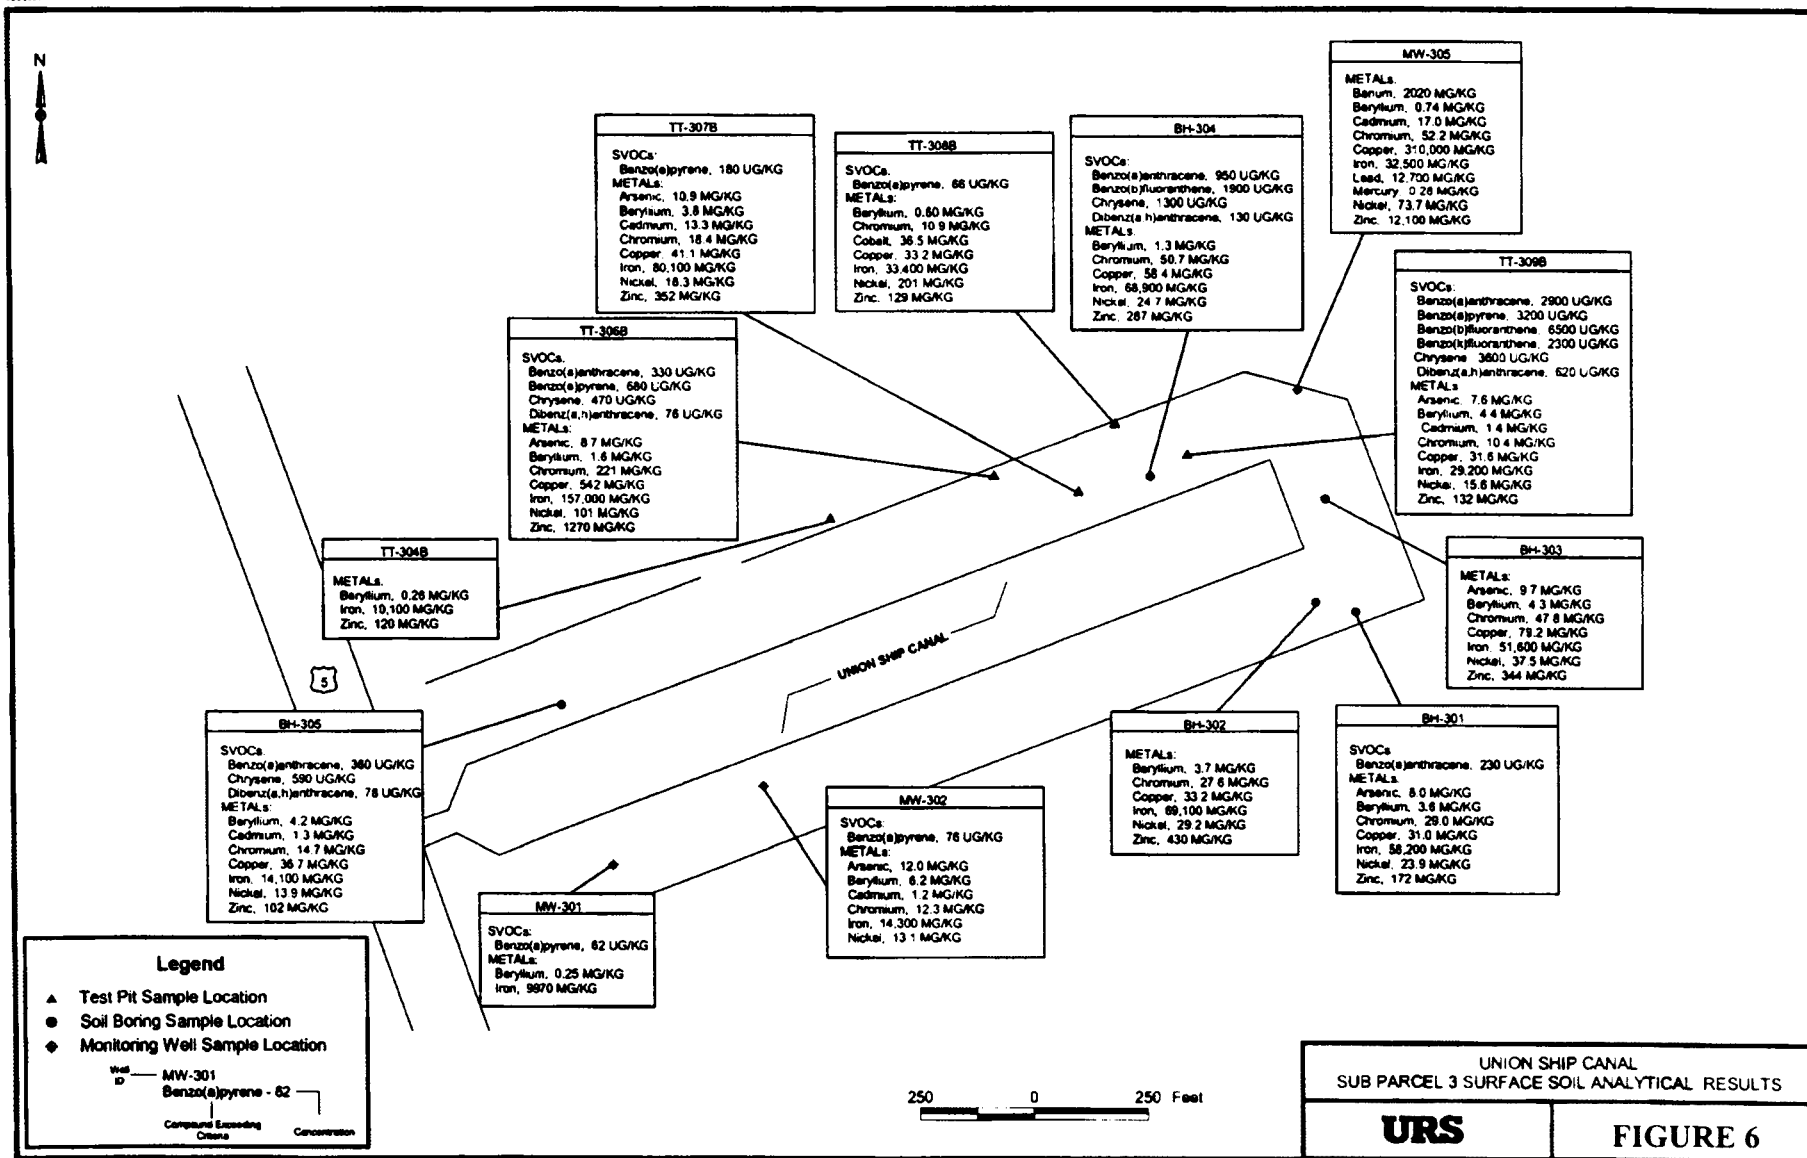 N
MW-305
METALs:
Barium, 2020 MG/KG
Beryllium, 0.74 MG/KG
Cadmium, 17.0 MG/KG
Chromium, 52.2 MG/KG
Copper, 310,000 MG/KG
Iron, 32,500 MG/KG
Lead, 12,700 MG/KG
Mercury, 0.28 MG/KG
Nickel, 73.7 MG/KG
Zinc, 12,100 MG/KG
TT-307B
SVOCs:
Benzo(a)pyrene, 180 UG/KG
METALs:
Arsenic, 10.9 MG/KG
Beryllium, 3.8 MG/KG
Cadmium, 13.3 MG/KG
Chromium, 18.4 MG/KG
Copper, 41.1 MG/KG
Iron, 80,100 MG/KG
Nickel, 18.3 MG/KG
Zinc, 352 MG/KG
TT-308B
SVOCs:
Benzo(a)pyrene, 66 UG/KG
METALs:
Beryllium, 0.60 MG/KG
Chromium, 10.9 MG/KG
Cobalt, 36.5 MG/KG
Copper, 33.2 MG/KG
Iron, 33,400 MG/KG
Nickel, 201 MG/KG
Zinc, 129 MG/KG
BH-304
SVOCs:
Benzo(a)anthracene, 950 UG/KG
Benzo(b)fluoranthene, 1900 UG/KG
Chrysene, 1300 UG/KG
Dibenz(a,h)anthracene, 130 UG/KG
METALs:
Beryllium, 1.3 MG/KG
Chromium, 50.7 MG/KG
Copper, 58.4 MG/KG
Iron, 68,900 MG/KG
Nickel, 24.7 MG/KG
Zinc, 287 MG/KG
TT-309B
SVOCs:
Benzo(a)anthracene, 2900 UG/KG
Benzo(a)pyrene, 3200 UG/KG
Benzo(b)fluoranthene, 6500 UG/KG
Benzo(k)fluoranthene, 2300 UG/KG
Chrysene, 3600 UG/KG
Dibenz(a,h)anthracene, 620 UG/KG
METALs
Arsenic, 7.6 MG/KG
Beryllium, 4.4 MG/KG
Cadmium, 1.4 MG/KG
Chromium, 10.4 MG/KG
Copper, 31.6 MG/KG
Iron, 29,200 MG/KG
Nickel, 15.6 MG/KG
Zinc, 132 MG/KG
TT-306B
SVOCs:
Benzo(a)anthracene, 330 UG/KG
Benzo(a)pyrene, 680 UG/KG
Chrysene, 470 UG/KG
Dibenz(a,h)anthracene, 76 UG/KG
METALs:
Arsenic, 8.7 MG/KG
Beryllium, 1.6 MG/KG
Chromium, 221 MG/KG
Copper, 542 MG/KG
Iron, 157,000 MG/KG
Nickel, 101 MG/KG
Zinc, 1270 MG/KG
TT-304B
METALs:
Beryllium, 0.26 MG/KG
Iron, 10,100 MG/KG
Zinc, 120 MG/KG
BH-303
METALs:
Arsenic, 9.7 MG/KG
Beryllium, 4.3 MG/KG
Chromium, 47.8 MG/KG
Copper, 79.2 MG/KG
Iron, 51,600 MG/KG
Nickel, 37.5 MG/KG
Zinc, 344 MG/KG
UNION SHIP CANAL
5
BH-305
SVOCs:
Benzo(a)anthracene, 360 UG/KG
Chrysene, 590 UG/KG
Dibenz(a,h)anthracene, 78 UG/KG
METALs:
Beryllium, 4.2 MG/KG
Cadmium, 1.3 MG/KG
Chromium, 14.7 MG/KG
Copper, 36.7 MG/KG
Iron, 14,100 MG/KG
Nickel, 13.9 MG/KG
Zinc, 102 MG/KG
BH-302
METALs:
Beryllium, 3.7 MG/KG
Chromium, 27.6 MG/KG
Copper, 33.2 MG/KG
Iron, 69,100 MG/KG
Nickel, 29.2 MG/KG
Zinc, 430 MG/KG
BH-301
SVOCs
Benzo(a)anthracene, 230 UG/KG
METALs
Arsenic, 8.0 MG/KG
Beryllium, 3.6 MG/KG
Chromium, 29.0 MG/KG
Copper, 31.0 MG/KG
Iron, 58,200 MG/KG
Nickel, 23.9 MG/KG
Zinc, 172 MG/KG
MW-302
SVOCs:
Benzo(a)pyrene, 76 UG/KG
METALs:
Arsenic, 12.0 MG/KG
Beryllium, 6.2 MG/KG
Cadmium, 1.2 MG/KG
Chromium, 12.3 MG/KG
Iron, 14,300 MG/KG
Nickel, 13.1 MG/KG
MW-301
SVOCs:
Benzo(a)pyrene, 62 UG/KG
METALs:
Beryllium, 0.25 MG/KG
Iron, 9970 MG/KG
Legend
Test Pit Sample Location
Soil Boring Sample Location
Monitoring Well Sample Location
Well ID
MW-301
Benzo(a)pyrene - 62
Compound Exceeding Criteria
Concentration
250 0 250 Feet
UNION SHIP CANAL
SUB PARCEL 3 SURFACE SOIL ANALYTICAL RESULTS
URS
FIGURE 6